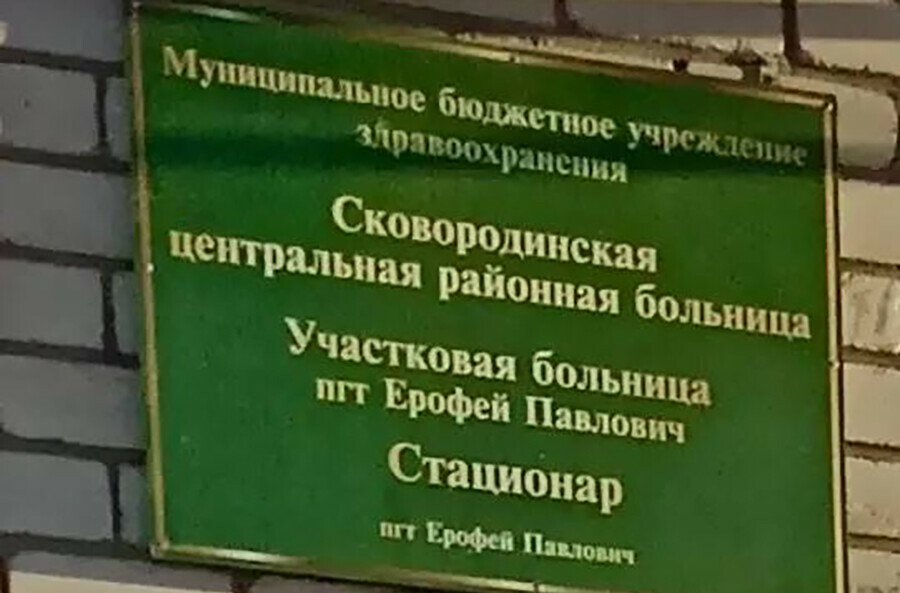 Муниципальное бюджетное учреждение
здравоохранения
Сковородинская
центральная районная больница
Участковая больница
пгт Ерофей Павлович
Стационар
пгт Ерофей Павлович